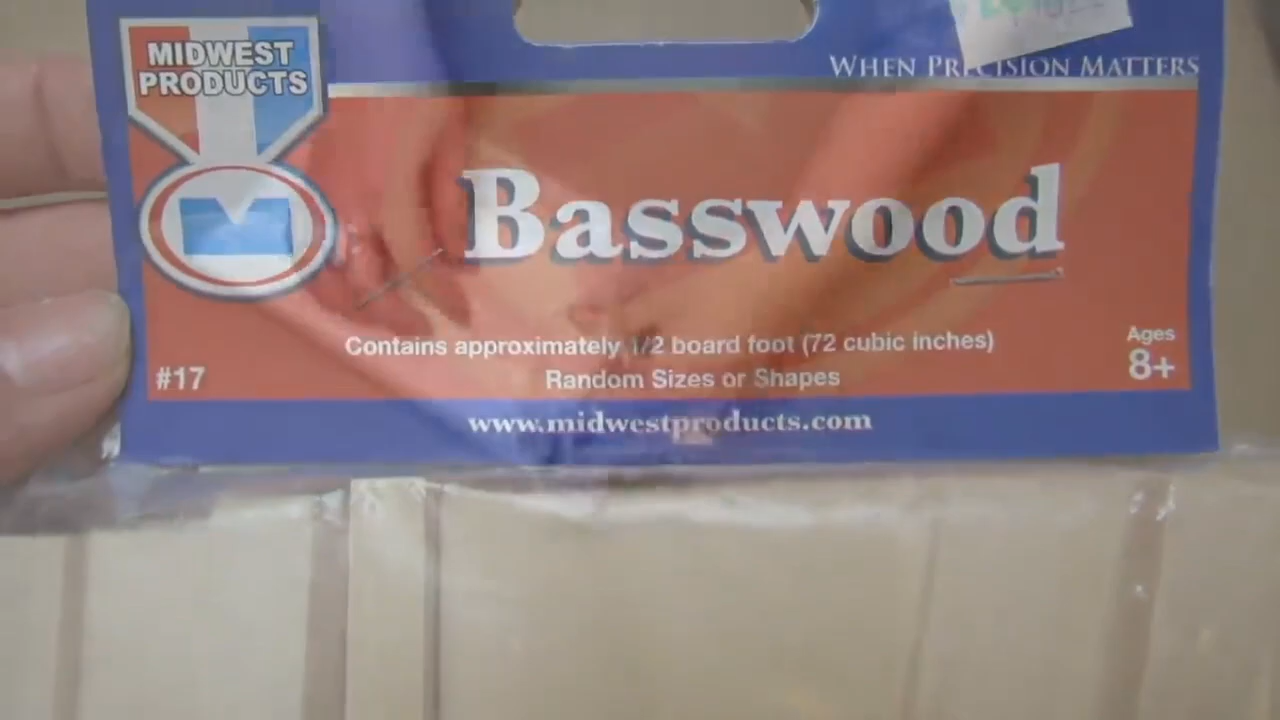 MIDWEST
PRODUCTS
WHEN PRECISION MATTERS
Basswood
Contains approximately 1/2 board foot (72 cubic inches)
Random Sizes or Shapes
#17
Ages
8+
www.midwestproducts.com